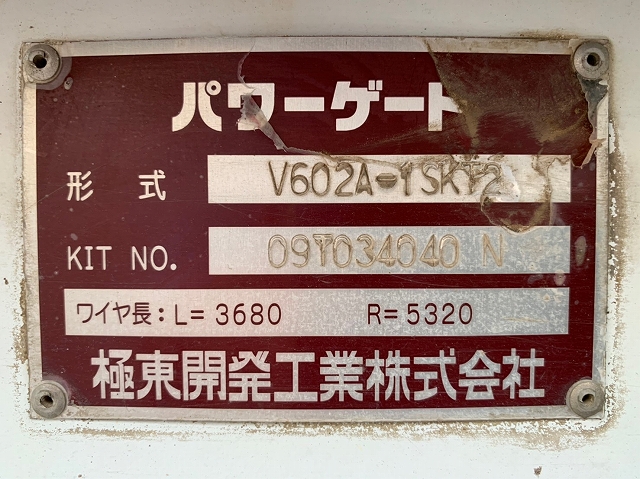 パワーゲート
形 式 V602A-1SKY2
KIT NO. 09Y034040 N
ワイヤ長:L=3680 R=5320
極東開発工業株式会社